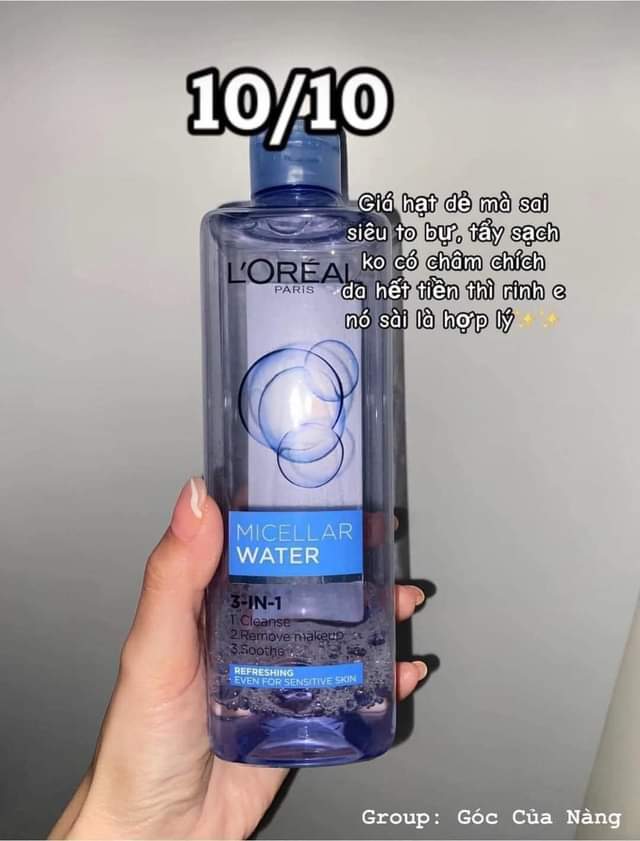 10/10
Giá hạt dẻ mà sai
siêu to bự, tẩy sạch
ko có châm chích
da hết tiền thì rinh e
nó sài là hợp lý✨✨
L'ORÉAL
PARIS
MICELLAR
WATER
3-IN-1
1.Cleanse
2.Remove makeup
3.Soothe
REFRESHING
EVEN FOR SENSITIVE SKIN
Group: Góc Của Nàng